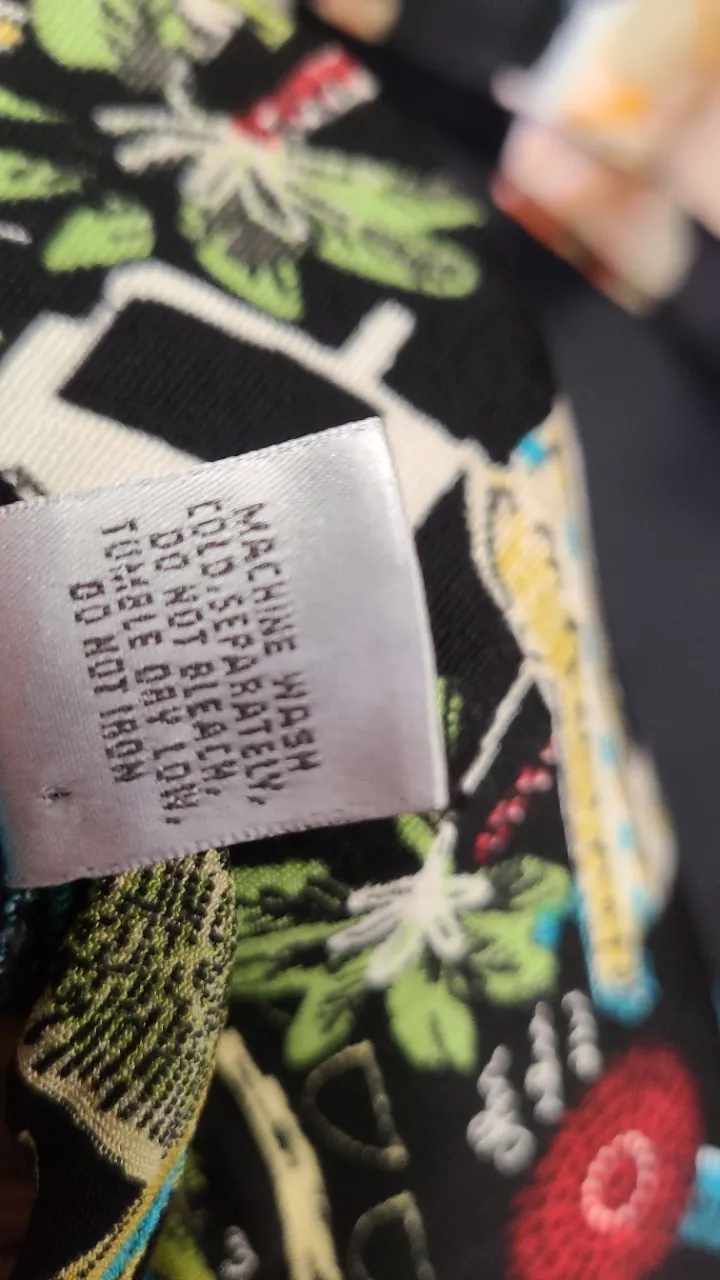 MACHINE WASH
COLD,SEPARATELY,
DO NOT BLEACH,
TUMBLE DRY LOW,
DO NOT IRON